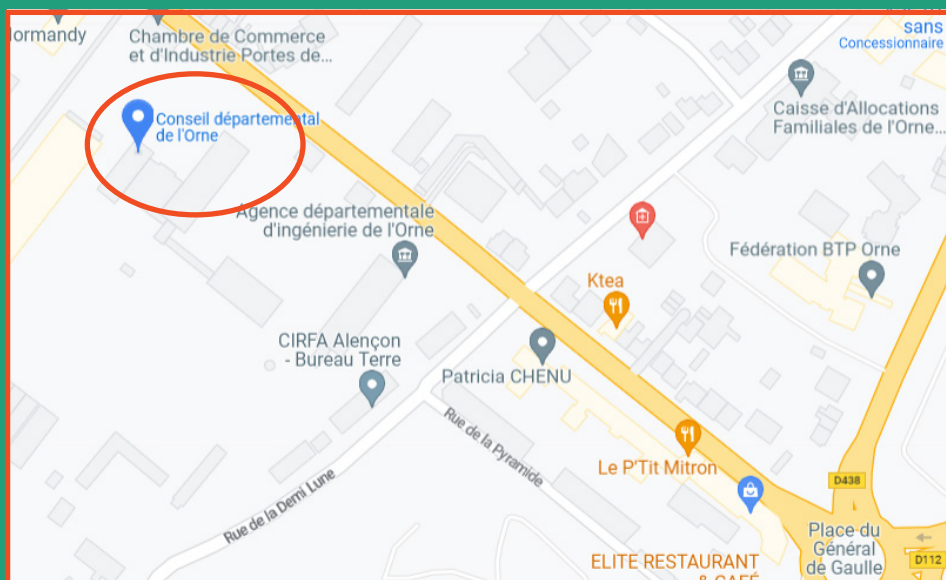 Normandy
Chambre de Commerce
et d'Industrie Portes de...
sans
Concessionnaire
Conseil départemental
de l'Orne
Caisse d'Allocations
Familiales de l'Orne...
Agence départementale
d'ingénierie de l'Orne
Fédération BTP Orne
Ktea
CIRFA Alençon
- Bureau Terre
Patricia CHENU
Rue de la Pyramide
Le P'Tit Mitron
Rue de la Demi Lune
D438
Place du
Général
de Gaulle
D112
ELITE RESTAURANT
& CAFÉ